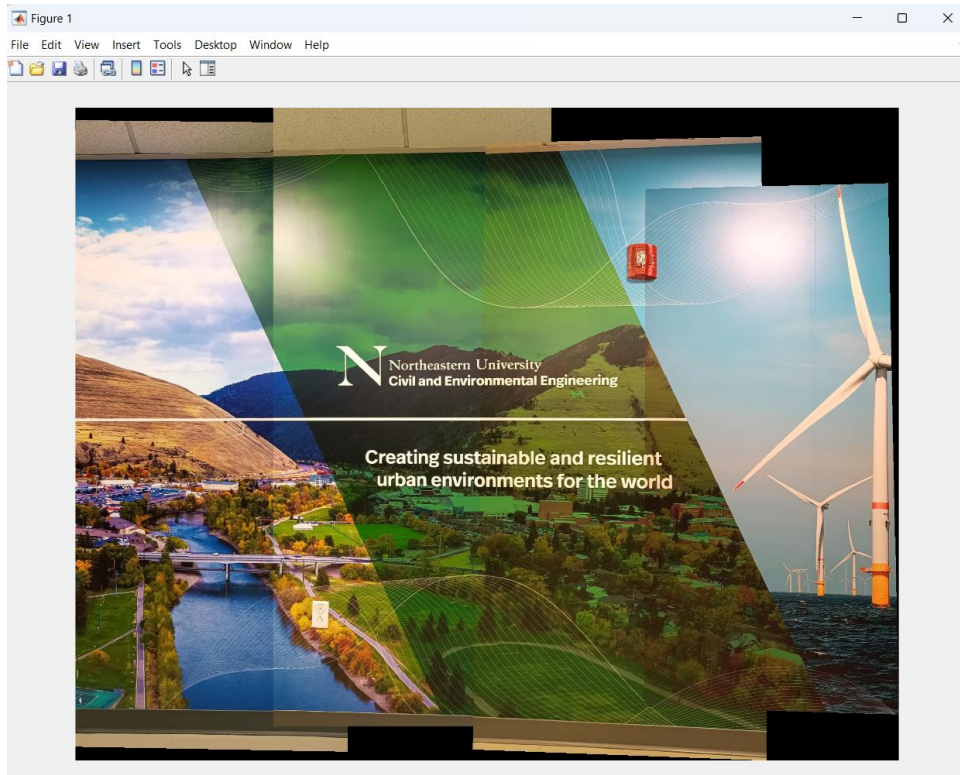 Figure 1
File Edit View Insert Tools Desktop Window Help
N Northeastern University
Civil and Environmental Engineering
Creating sustainable and resilient
urban environments for the world